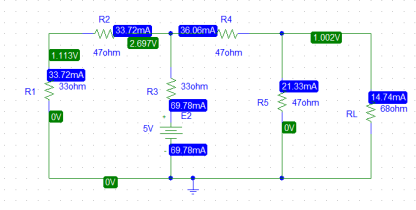 R2 33.72mA 36.06mA R4
47ohm 2.697V 47ohm 1.002V
1.113V
33.72mA
R1 33ohm R3 33ohm 21.33mA
69.78mA R5 47ohm 14.74mA
RL 68ohm
0V E2 0V
5V
69.78mA
0V